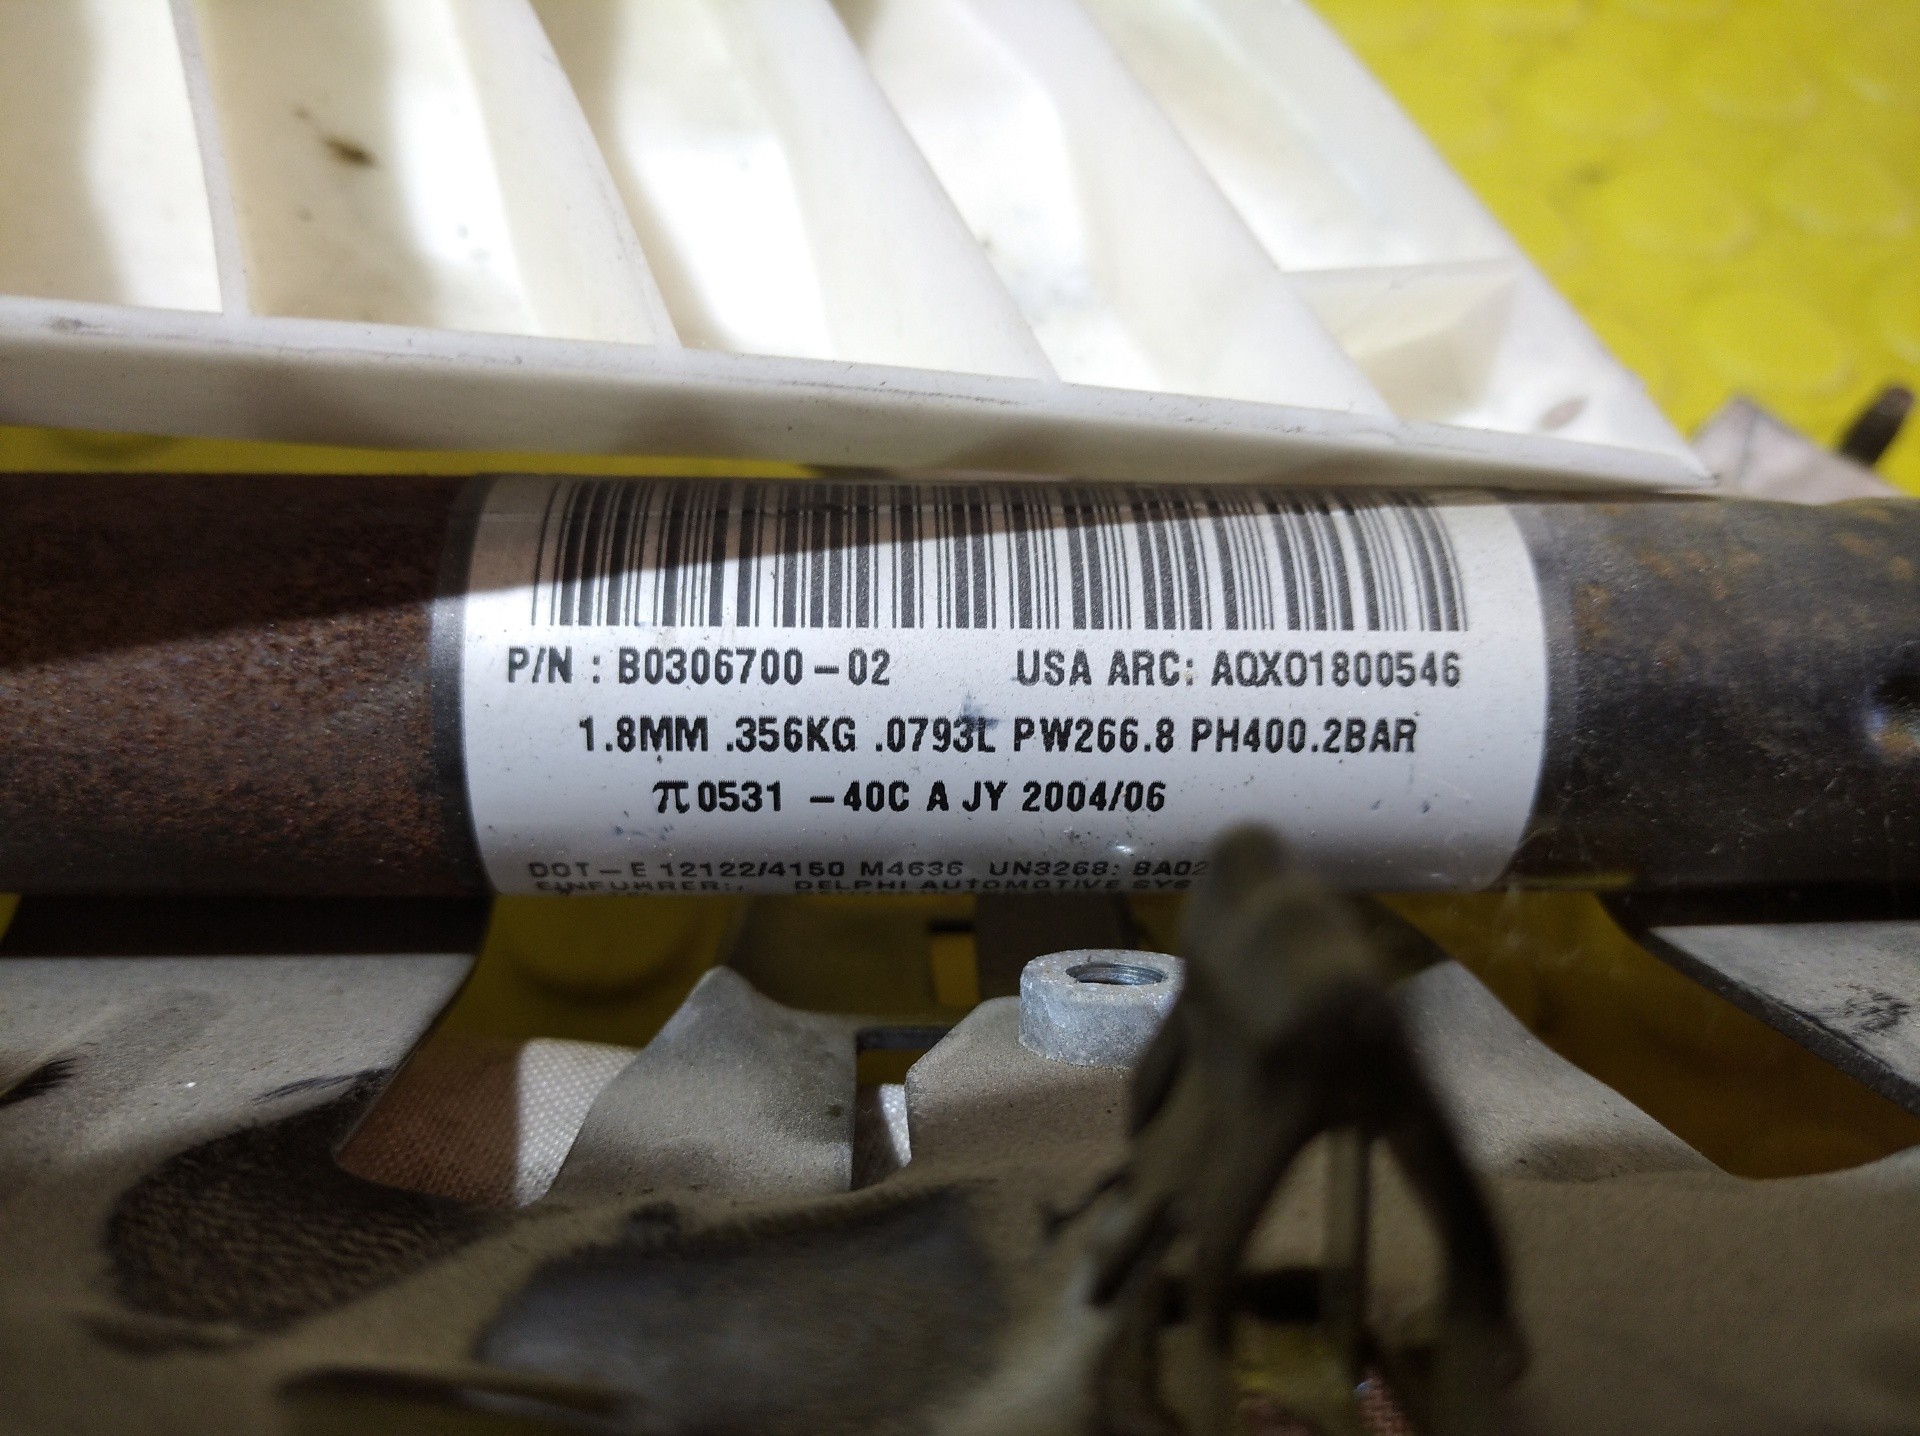 P/N : B0306700-02 USA ARC: AQX01800546
1.8MM .356KG .0793L PW266.8 PH400.2BAR
π0531 -40C A JY 2004/06
DOT-E 12122/4150 M4636 UN3268: BA02
EINFUHRER:, DELPHI AUTOMOTIVE SYS